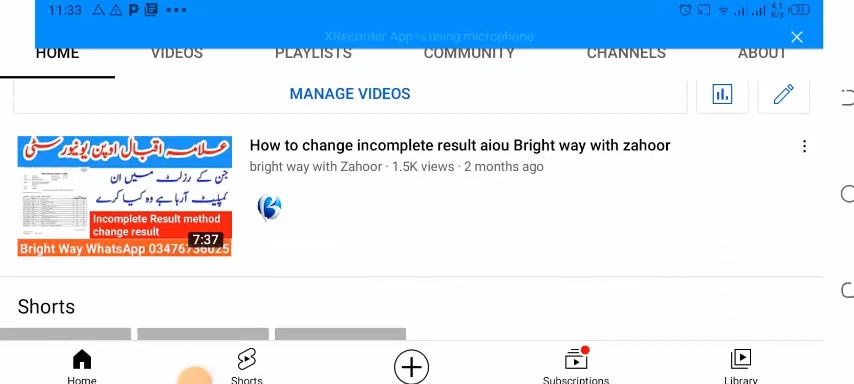 11:33
4.1
K/s
31
XRecorder App is using microphone
HOME VIDEOS PLAYLISTS COMMUNITY CHANNELS ABOUT
MANAGE VIDEOS
علامہ اقبال اوپن یونیورسٹی
جن کے رزلٹ میں ان
کمپلیٹ آرہا ہے وہ کیا کرے
Incomplete Result method
change result
7:37
Bright Way WhatsApp 03476736025
How to change incomplete result aiou Bright way with zahoor
bright way with Zahoor · 1.5K views · 2 months ago
Shorts
Home Shorts Subscriptions Library